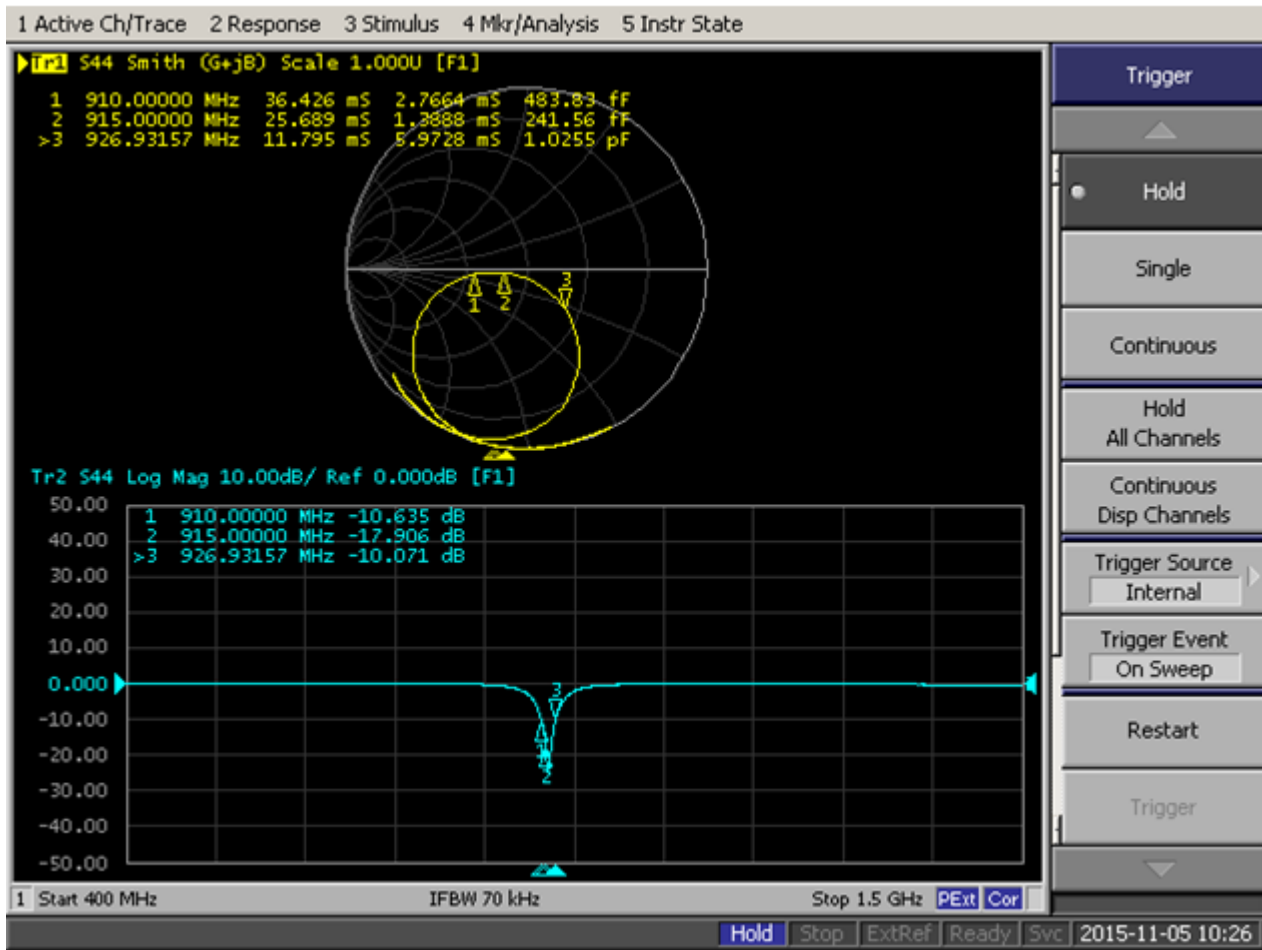 1 Active Ch/Trace 2 Response 3 Stimulus 4 Mkr/Analysis 5 Instr State
Tr1 S44 Smith (G+jB) Scale 1.000U [F1]
1 910.00000 MHz 36.426 mS 2.7664 mS 483.83 fF
2 915.00000 MHz 25.689 mS 1.3888 mS 241.56 fF
>3 926.93157 MHz 11.795 mS 5.9728 mS 1.0255 pF
1
2
3
Tr2 S44 Log Mag 10.00dB/ Ref 0.000dB [F1]
1 910.00000 MHz -10.635 dB
2 915.00000 MHz -17.906 dB
>3 926.93157 MHz -10.071 dB
50.00
40.00
30.00
20.00
10.00
0.000
-10.00
-20.00
-30.00
-40.00
-50.00
3
2
1 Start 400 MHz IFBW 70 kHz Stop 1.5 GHz PExt Cor
Trigger
Hold
Single
Continuous
Hold
All Channels
Continuous
Disp Channels
Trigger Source
Internal
Trigger Event
On Sweep
Restart
Trigger
Hold Stop ExtRef Ready Svc 2015-11-05 10:26